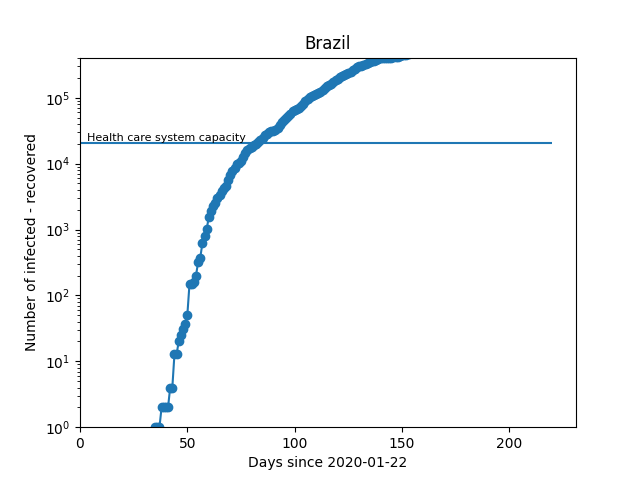 Brazil
Number of infected - recovered
10^5
10^4
10^3
10^2
10^1
10^0
Health care system capacity
0 50 100 150 200
Days since 2020-01-22